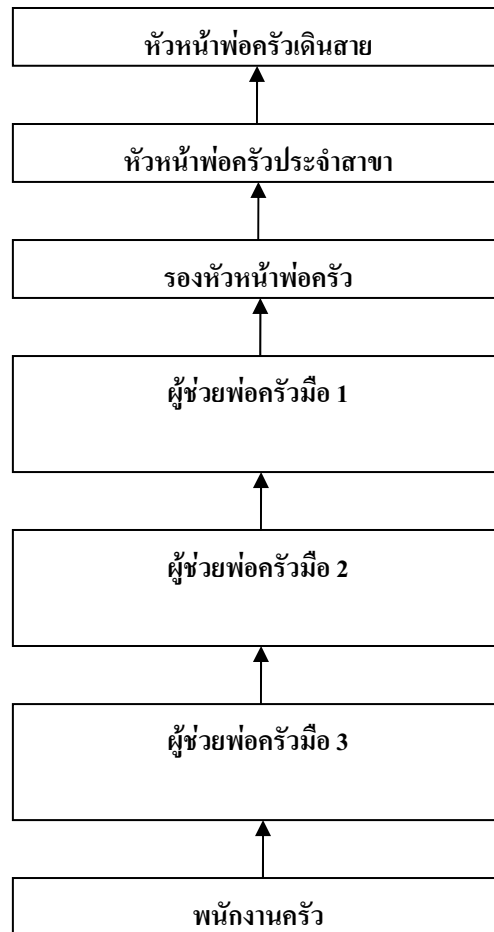 หัวหน้าพ่อครัวเดินสาย
หัวหน้าพ่อครัวประจำสาขา
รองหัวหน้าพ่อครัว
ผู้ช่วยพ่อครัวมือ 1
ผู้ช่วยพ่อครัวมือ 2
ผู้ช่วยพ่อครัวมือ 3
พนักงานครัว